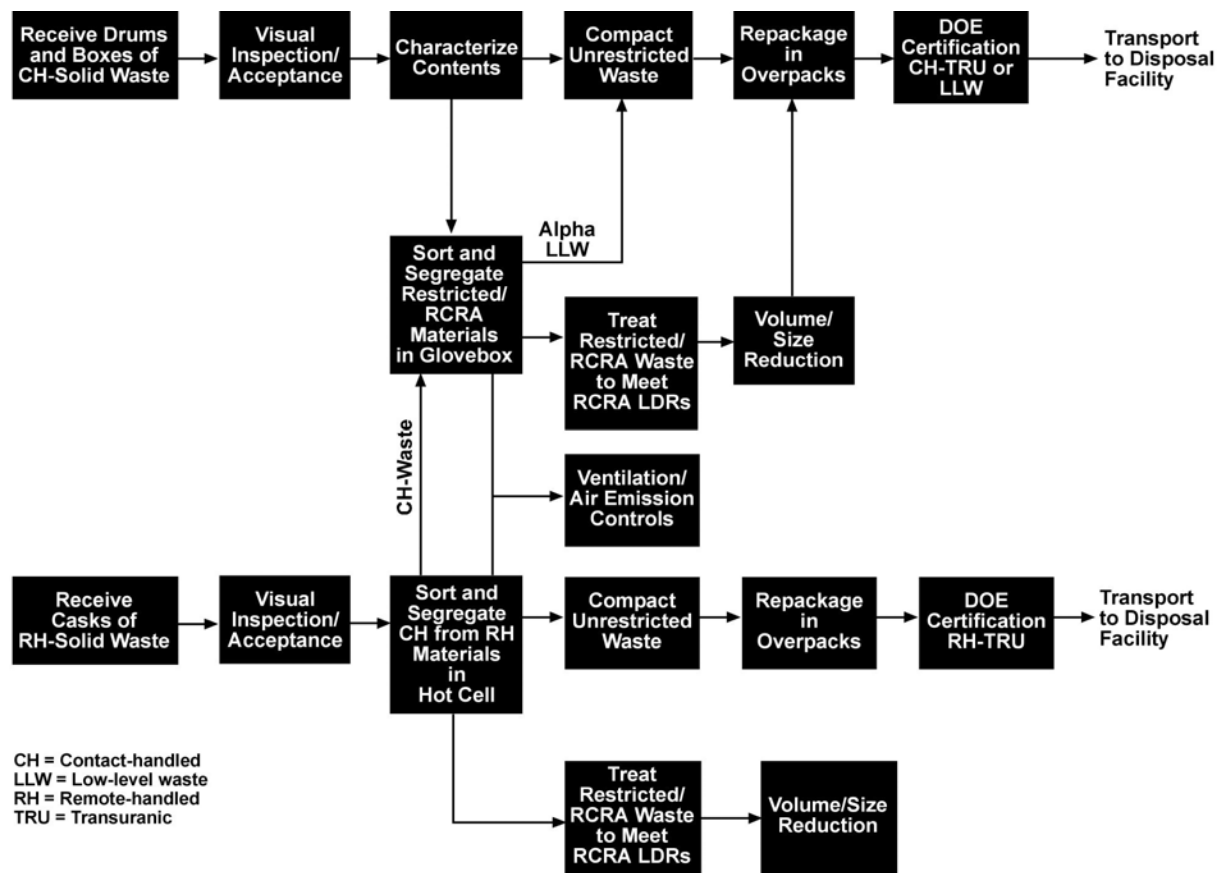 Receive Drums
and Boxes of
CH-Solid Waste
Visual
Inspection/
Acceptance
Characterize
Contents
Compact
Unrestricted
Waste
Repackage
in
Overpacks
DOE
Certification
CH-TRU or
LLW
Transport
to Disposal
Facility
Sort and
Segregate
Restricted/
RCRA
Materials
in Glovebox
Alpha
LLW
Treat
Restricted/
RCRA Waste
to Meet
RCRA LDRs
Volume/
Size
Reduction
CH-Waste
Ventilation/
Air Emission
Controls
Receive
Casks of
RH-Solid Waste
Visual
Inspection/
Acceptance
Sort and
Segregate
CH from RH
Materials
in
Hot Cell
Compact
Unrestricted
Waste
Repackage
in
Overpacks
DOE
Certification
RH-TRU
Transport
to Disposal
Facility
Treat
Restricted/
RCRA Waste
to Meet
RCRA LDRs
Volume/Size
Reduction
CH = Contact-handled
LLW = Low-level waste
RH = Remote-handled
TRU = Transuranic